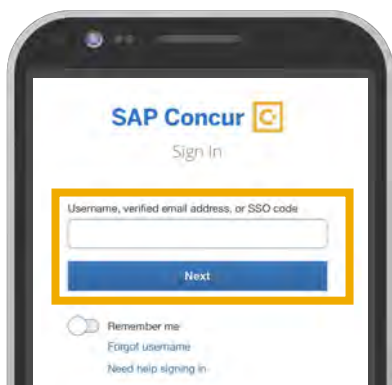 SAP Concur C
Sign In
Username, verified email address, or SSO code
Next
Remember me
Forgot username
Need help signing in